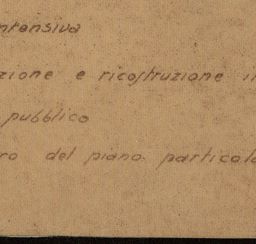 ntensiva
zione e ricostruzione i
pubblico
ro del piano particola